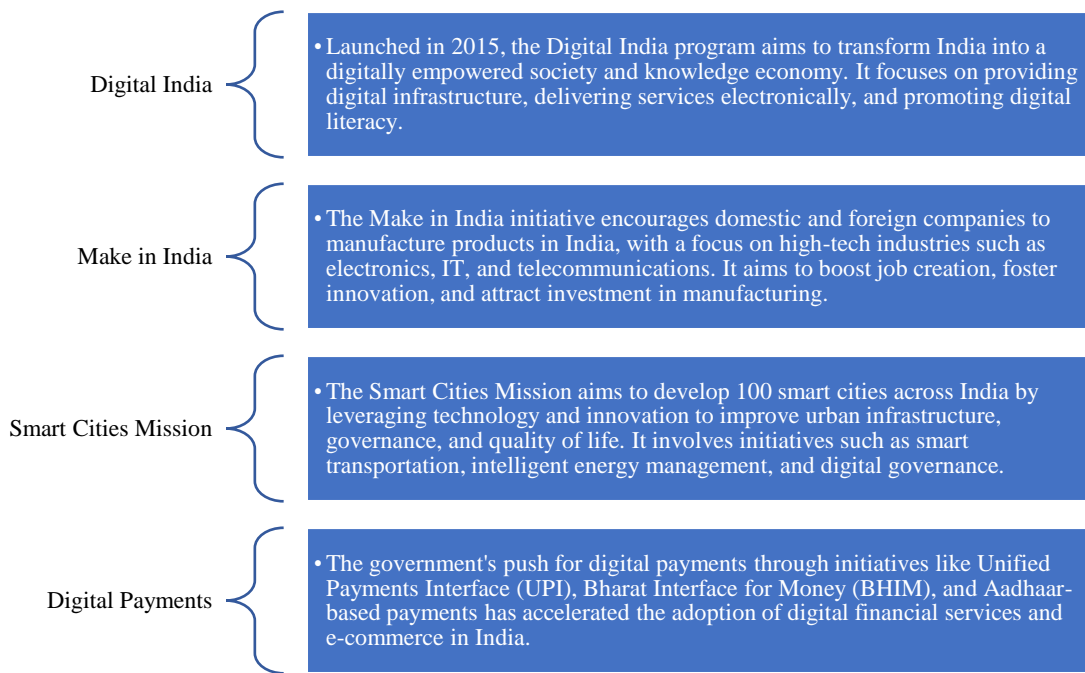 Digital India
• Launched in 2015, the Digital India program aims to transform India into a
digitally empowered society and knowledge economy. It focuses on providing
digital infrastructure, delivering services electronically, and promoting digital
literacy.
Make in India
• The Make in India initiative encourages domestic and foreign companies to
manufacture products in India, with a focus on high-tech industries such as
electronics, IT, and telecommunications. It aims to boost job creation, foster
innovation, and attract investment in manufacturing.
Smart Cities Mission
• The Smart Cities Mission aims to develop 100 smart cities across India by
leveraging technology and innovation to improve urban infrastructure,
governance, and quality of life. It involves initiatives such as smart
transportation, intelligent energy management, and digital governance.
Digital Payments
• The government's push for digital payments through initiatives like Unified
Payments Interface (UPI), Bharat Interface for Money (BHIM), and Aadhaar-
based payments has accelerated the adoption of digital financial services and
e-commerce in India.